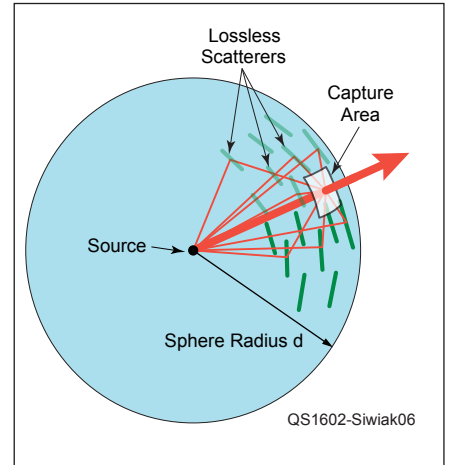 Lossless
Scatterers
Capture
Area
Source
Sphere Radius d
QS1602-Siwiak06